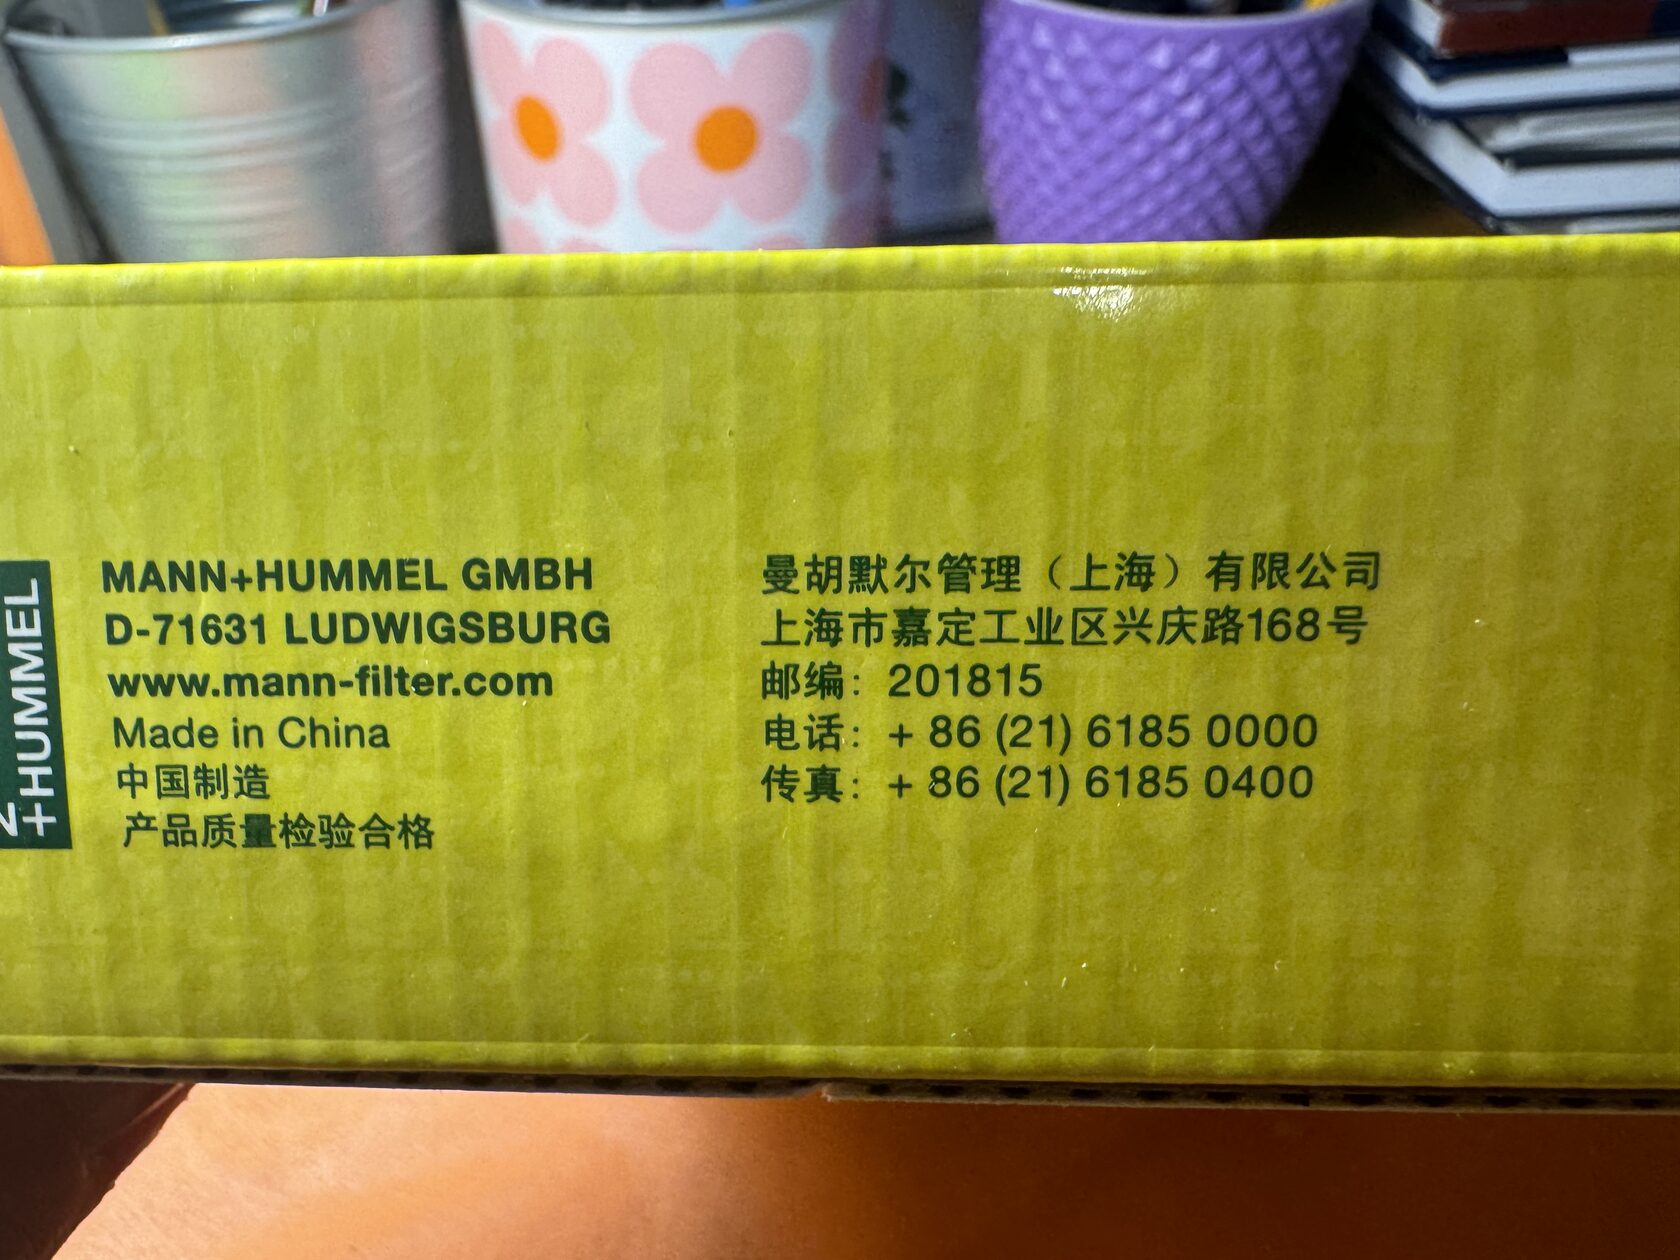 +HUMMEL
MANN+HUMMEL GMBH
D-71631 LUDWIGSBURG
www.mann-filter.com
Made in China
中国制造
产品质量检验合格
曼胡默尔管理（上海）有限公司
上海市嘉定工业区兴庆路168号
邮编：201815
电话：+ 86 (21) 6185 0000
传真：+ 86 (21) 6185 0400